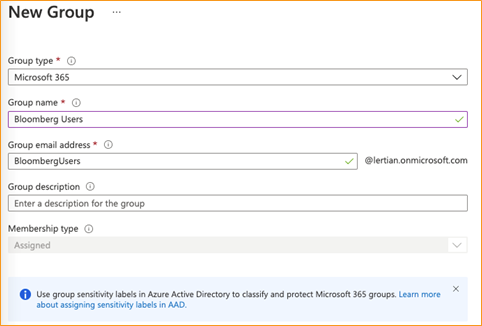 New Group ...
Group type *
Microsoft 365
Group name *
Bloomberg Users
Group email address *
BloombergUsers @lertian.onmicrosoft.com
Group description
Enter a description for the group
Membership type
Assigned
Use group sensitivity labels in Azure Active Directory to classify and protect Microsoft 365 groups. Learn more
about assigning sensitivity labels in AAD.